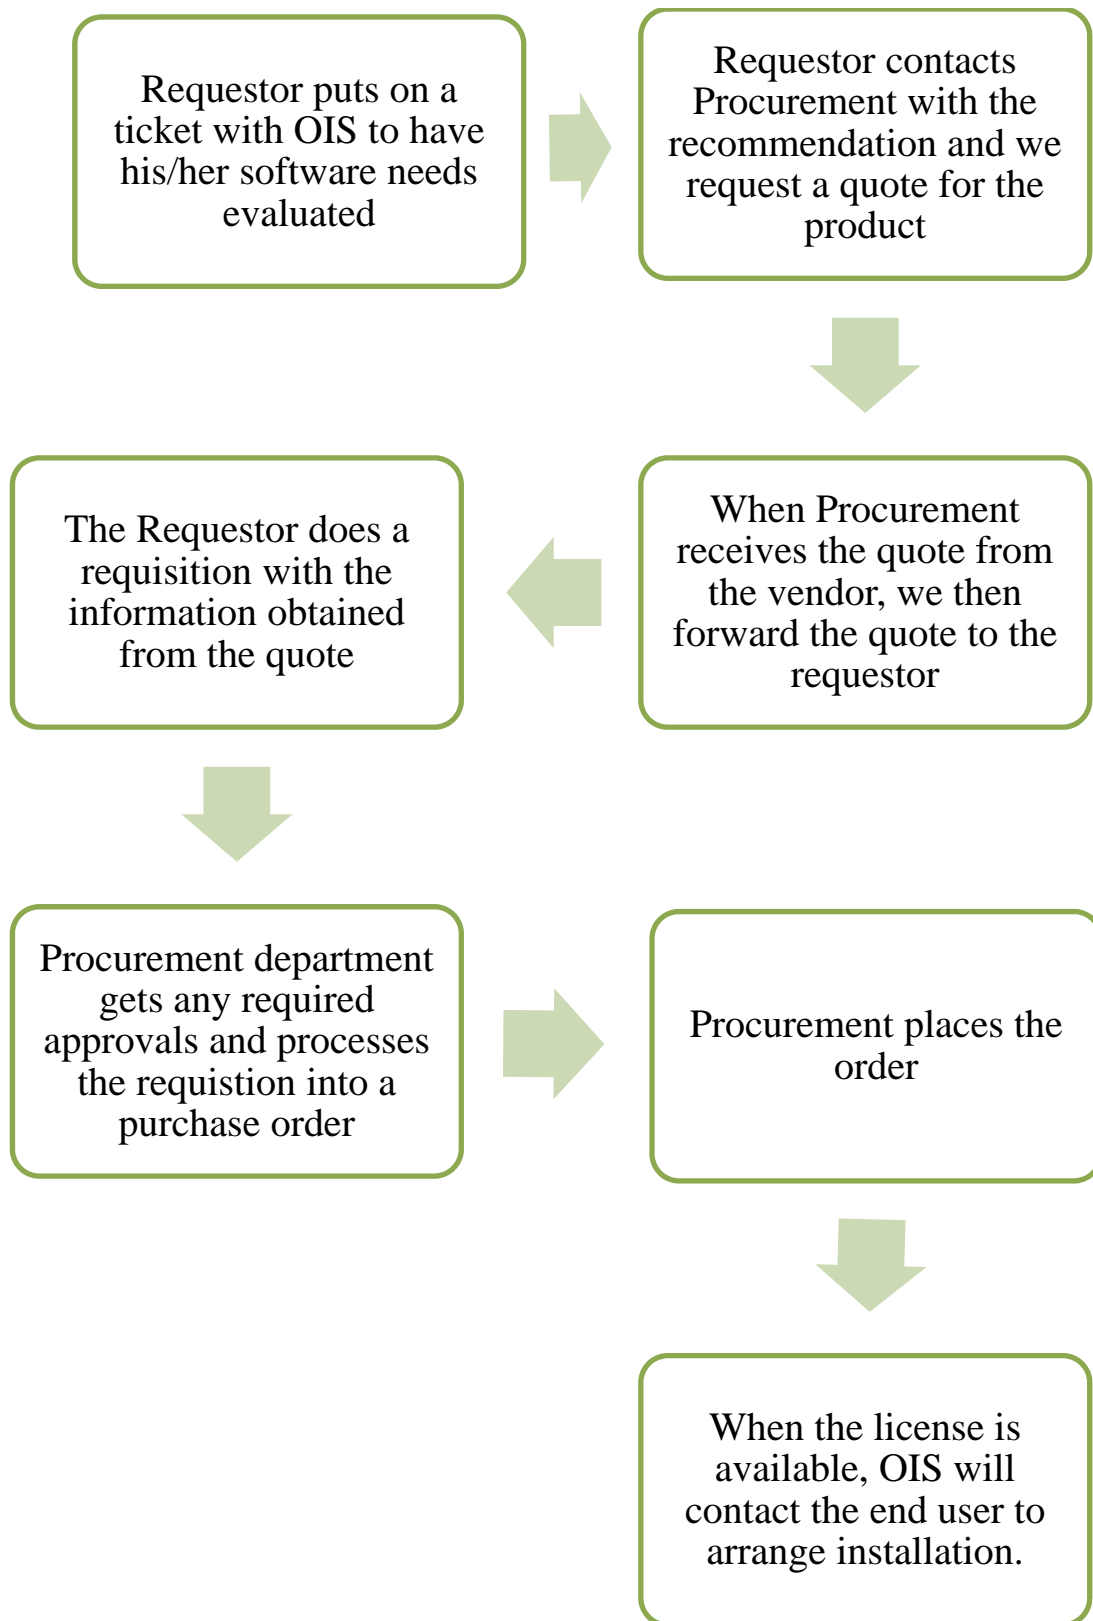 Requestor puts on a
ticket with OIS to have
his/her software needs
evaluated
Requestor contacts
Procurement with the
recommendation and we
request a quote for the
product
When Procurement
receives the quote from
the vendor, we then
forward the quote to the
requestor
The Requestor does a
requisition with the
information obtained
from the quote
Procurement department
gets any required
approvals and processes
the requistion into a
purchase order
Procurement places the
order
When the license is
available, OIS will
contact the end user to
arrange installation.